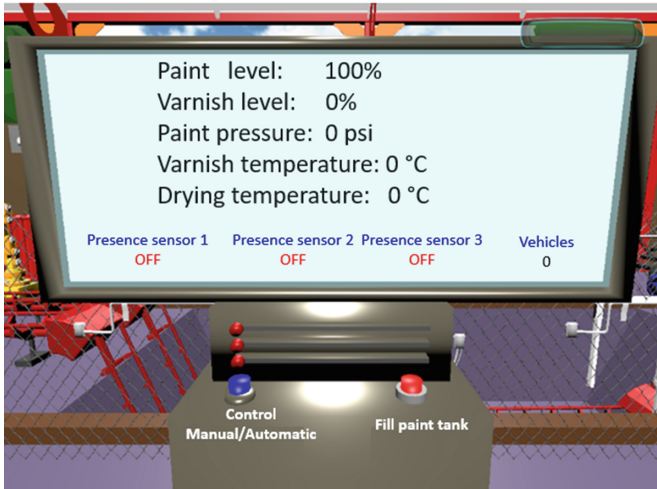 Paint level: 100%
Varnish level: 0%
Paint pressure: 0 psi
Varnish temperature: 0 °C
Drying temperature: 0 °C
Presence sensor 1 Presence sensor 2 Presence sensor 3 Vehicles
OFF OFF OFF 0
Control
Manual/Automatic
Fill paint tank